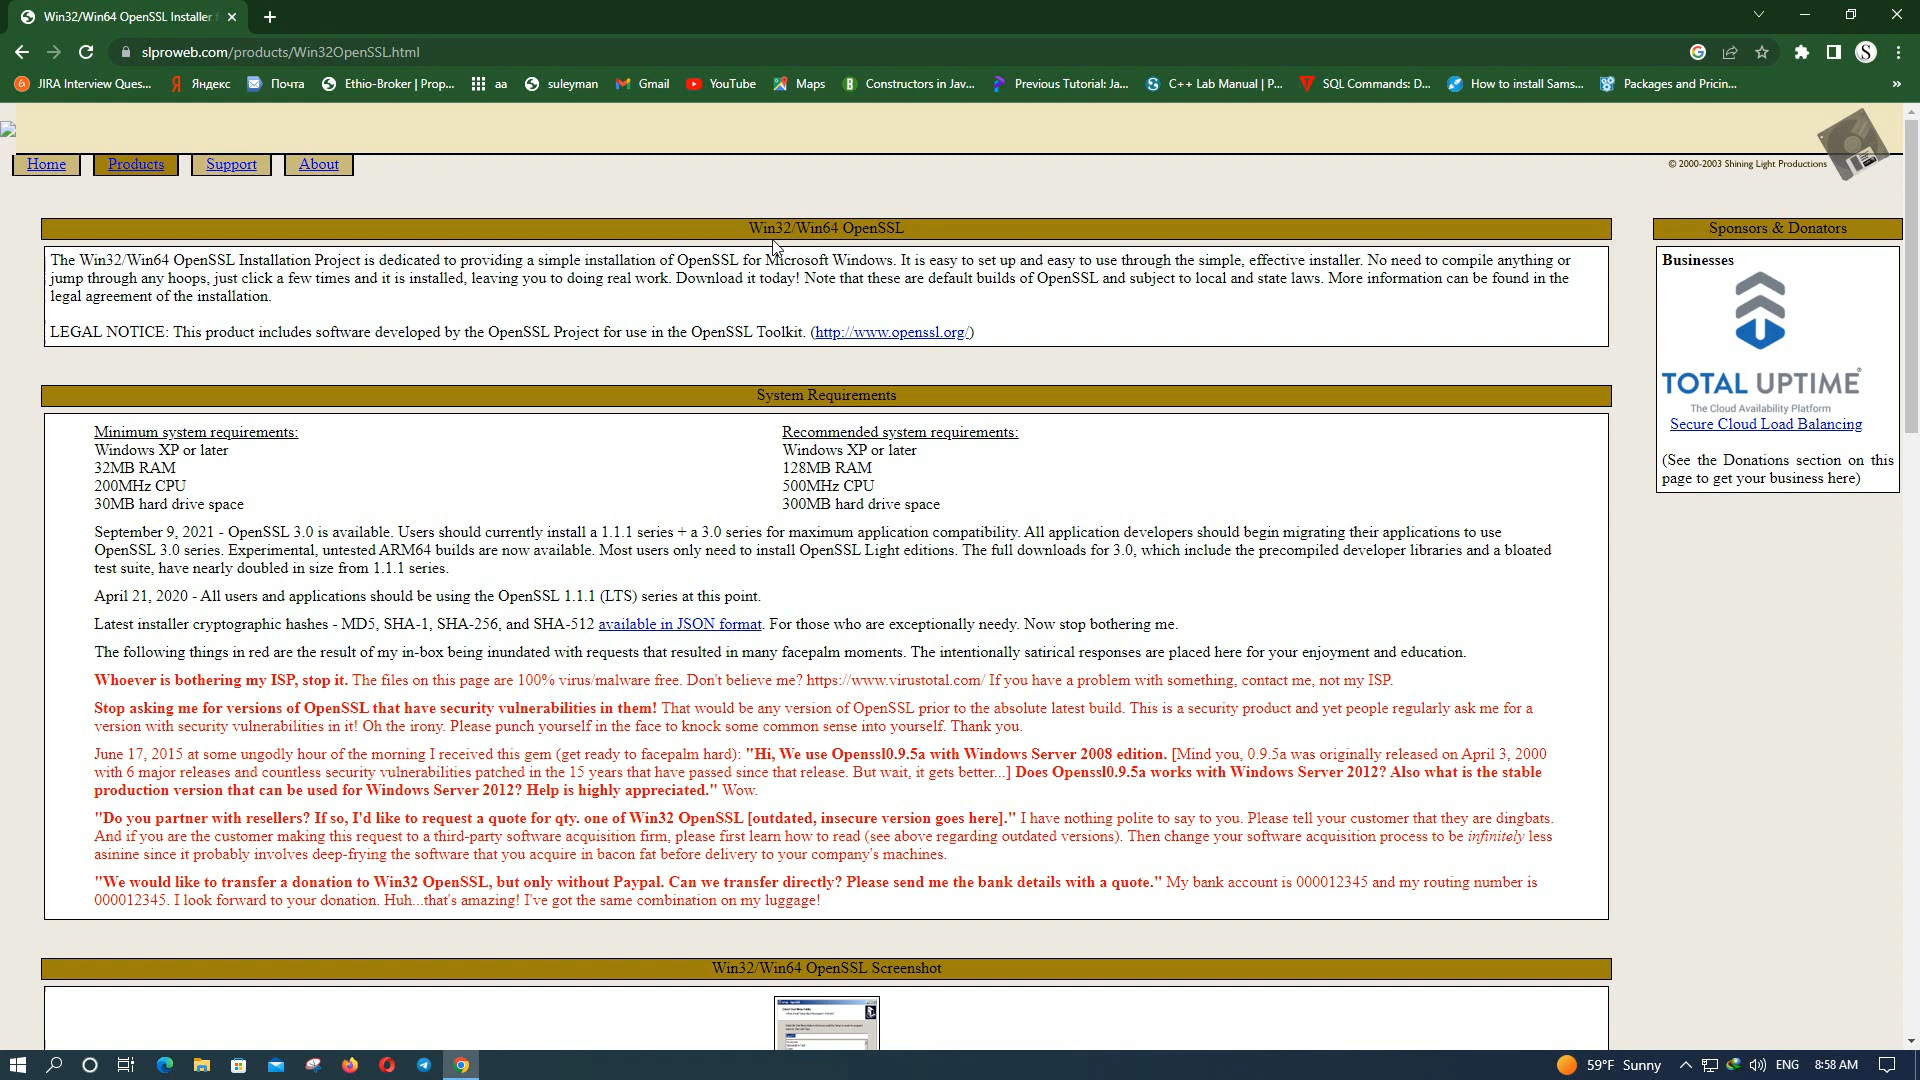 Win32/Win64 OpenSSL Installer f
slproweb.com/products/Win32OpenSSL.html
JIRA Interview Ques... Яндекс Почта Ethio-Broker | Prop... aa suleyman Gmail YouTube Maps Constructors in Jav... Previous Tutorial: Ja... C++ Lab Manual | P... SQL Commands: D... How to install Sams... Packages and Pricin... »
Home Products Support About
© 2000-2003 Shining Light Productions
Win32/Win64 OpenSSL
The Win32/Win64 OpenSSL Installation Project is dedicated to providing a simple installation of OpenSSL for Microsoft Windows. It is easy to set up and easy to use through the simple, effective installer. No need to compile anything or
jump through any hoops, just click a few times and it is installed, leaving you to doing real work. Download it today! Note that these are default builds of OpenSSL and subject to local and state laws. More information can be found in the
legal agreement of the installation.
LEGAL NOTICE: This product includes software developed by the OpenSSL Project for use in the OpenSSL Toolkit. (http://www.openssl.org/)
Sponsors & Donators
Businesses
TOTAL UPTIME®
The Cloud Availability Platform
Secure Cloud Load Balancing
(See the Donations section on this
page to get your business here)
System Requirements
Minimum system requirements:
Windows XP or later
32MB RAM
200MHz CPU
30MB hard drive space
Recommended system requirements:
Windows XP or later
128MB RAM
500MHz CPU
300MB hard drive space
September 9, 2021 - OpenSSL 3.0 is available. Users should currently install a 1.1.1 series + a 3.0 series for maximum application compatibility. All application developers should begin migrating their applications to use
OpenSSL 3.0 series. Experimental, untested ARM64 builds are now available. Most users only need to install OpenSSL Light editions. The full downloads for 3.0, which include the precompiled developer libraries and a bloated
test suite, have nearly doubled in size from 1.1.1 series.
April 21, 2020 - All users and applications should be using the OpenSSL 1.1.1 (LTS) series at this point.
Latest installer cryptographic hashes - MD5, SHA-1, SHA-256, and SHA-512 available in JSON format. For those who are exceptionally needy. Now stop bothering me.
The following things in red are the result of my in-box being inundated with requests that resulted in many facepalm moments. The intentionally satirical responses are placed here for your enjoyment and education.
Whoever is bothering my ISP, stop it. The files on this page are 100% virus/malware free. Don't believe me? https://www.virustotal.com/ If you have a problem with something, contact me, not my ISP.
Stop asking me for versions of OpenSSL that have security vulnerabilities in them! That would be any version of OpenSSL prior to the absolute latest build. This is a security product and yet people regularly ask me for a
version with security vulnerabilities in it! Oh the irony. Please punch yourself in the face to knock some common sense into yourself. Thank you.
June 17, 2015 at some ungodly hour of the morning I received this gem (get ready to facepalm hard): "Hi, We use Openssl0.9.5a with Windows Server 2008 edition. [Mind you, 0.9.5a was originally released on April 3, 2000
with 6 major releases and countless security vulnerabilities patched in the 15 years that have passed since that release. But wait, it gets better...] Does Openssl0.9.5a works with Windows Server 2012? Also what is the stable
production version that can be used for Windows Server 2012? Help is highly appreciated." Wow.
"Do you partner with resellers? If so, I'd like to request a quote for qty. one of Win32 OpenSSL [outdated, insecure version goes here]." I have nothing polite to say to you. Please tell your customer that they are dingbats.
And if you are the customer making this request to a third-party software acquisition firm, please first learn how to read (see above regarding outdated versions). Then change your software acquisition process to be infinitely less
asinine since it probably involves deep-frying the software that you acquire in bacon fat before delivery to your company's machines.
"We would like to transfer a donation to Win32 OpenSSL, but only without Paypal. Can we transfer directly? Please send me the bank details with a quote." My bank account is 000012345 and my routing number is
000012345. I look forward to your donation. Huh...that's amazing! I've got the same combination on my luggage!
Win32/Win64 OpenSSL Screenshot
59°F Sunny ENG 8:58 AM